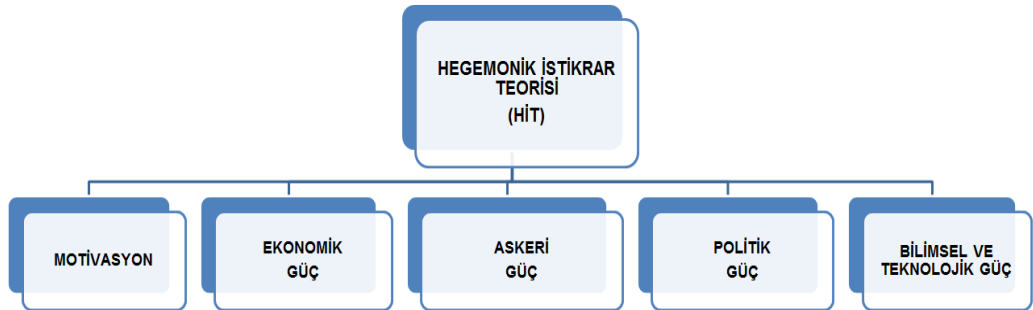 HEGEMONİK İSTİKRAR
TEORİSİ
(HİT)
MOTİVASYON
EKONOMİK
GÜÇ
ASKERİ
GÜÇ
POLİTİK
GÜÇ
BİLİMSEL VE
TEKNOLOJİK GÜÇ